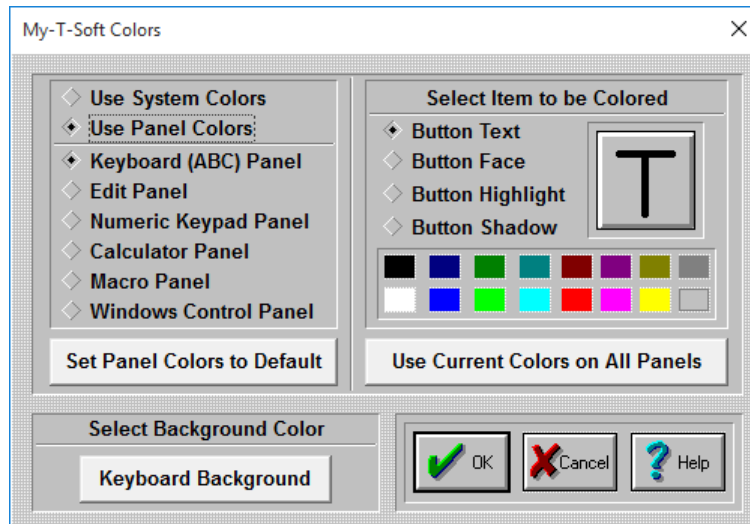 My-T-Soft Colors
Use System Colors
Use Panel Colors
Keyboard (ABC) Panel
Edit Panel
Numeric Keypad Panel
Calculator Panel
Macro Panel
Windows Control Panel
Set Panel Colors to Default
Select Item to be Colored
Button Text
Button Face
Button Highlight
Button Shadow
T
Use Current Colors on All Panels
Select Background Color
Keyboard Background
OK
Cancel
Help